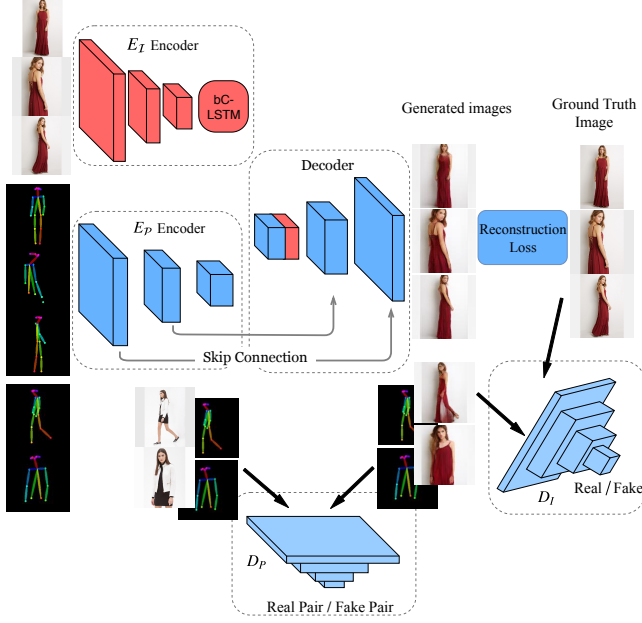 E_I Encoder
bC-
LSTM
Generated images
Ground Truth
Image
Decoder
E_P Encoder
Reconstruction
Loss
Skip Connection
D_I
Real / Fake
D_P
Real Pair / Fake Pair